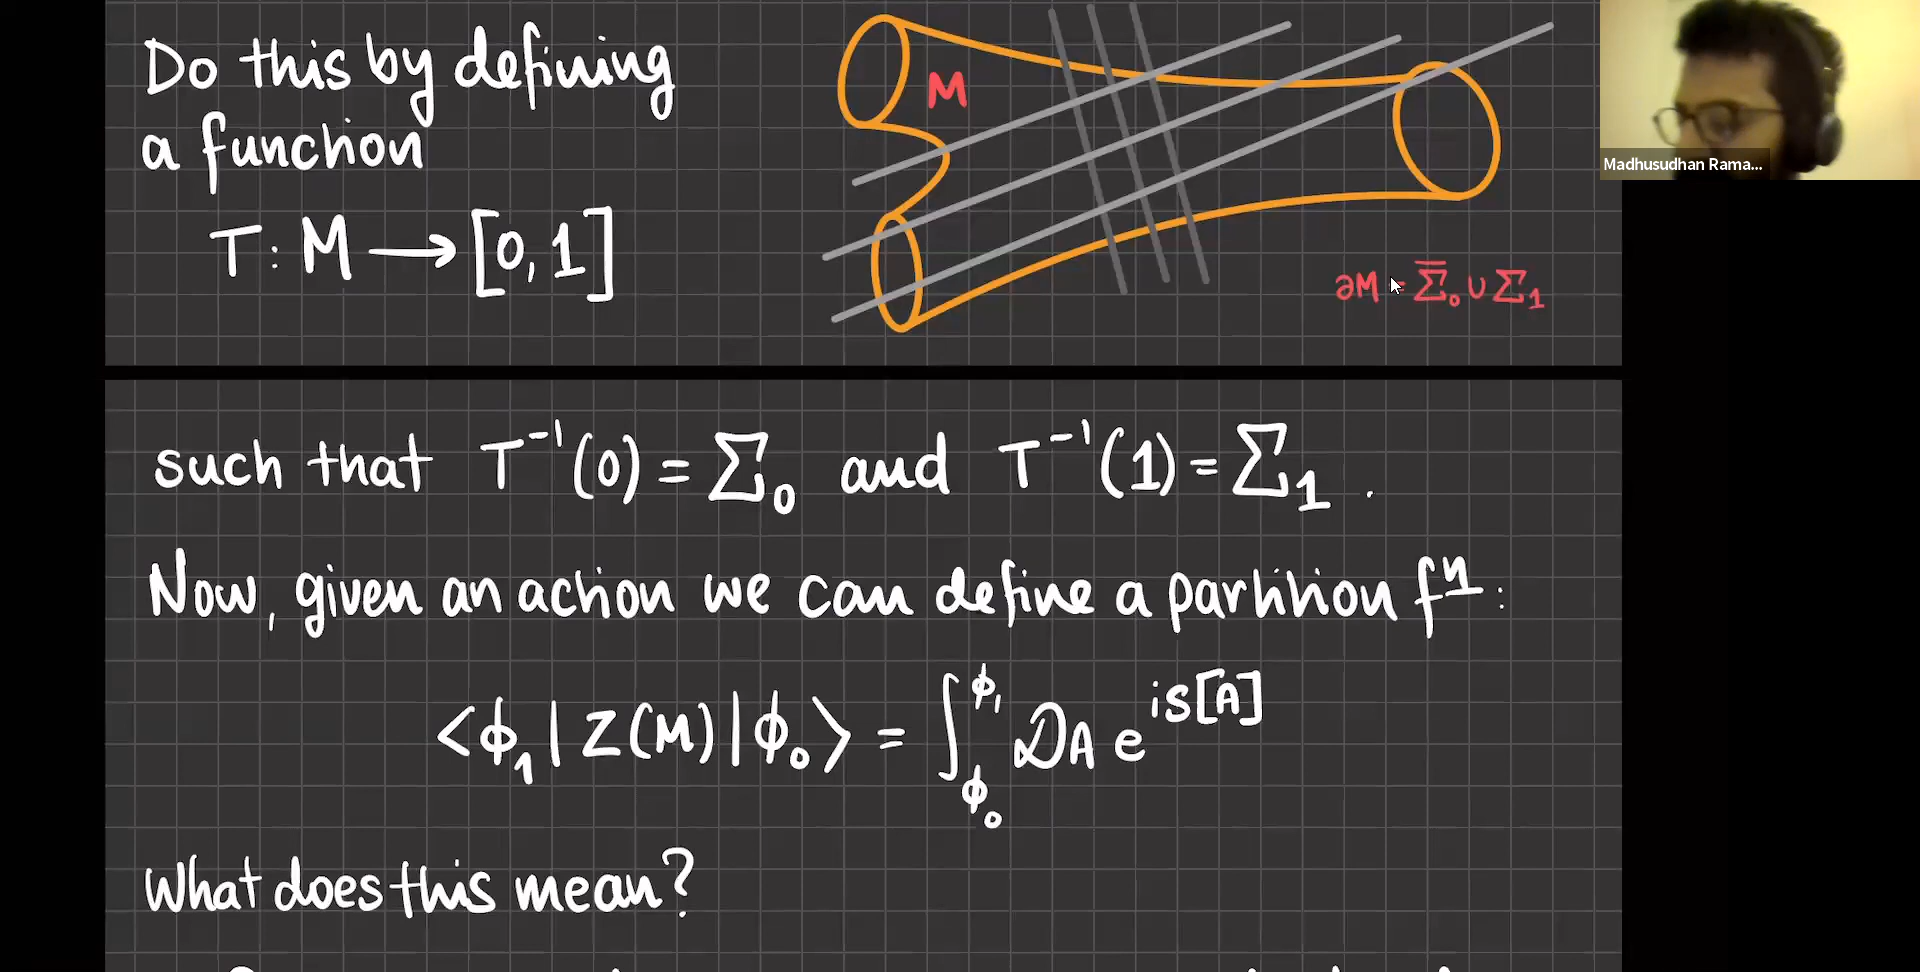 Do this by defining
a function
T: M → [0,1]
M
∂M = Σ̅₀ ∪ Σ₁
Madhusudhan Rama...
such that T⁻¹(0) = Σ₀ and T⁻¹(1) = Σ₁.
Now, given an action we can define a partition fⁿ:
<ϕ₁|Z(M)|ϕ₀> = ∫_{ϕ₀}^{ϕ₁} 𝒟A e^{iS[A]}
What does this mean?